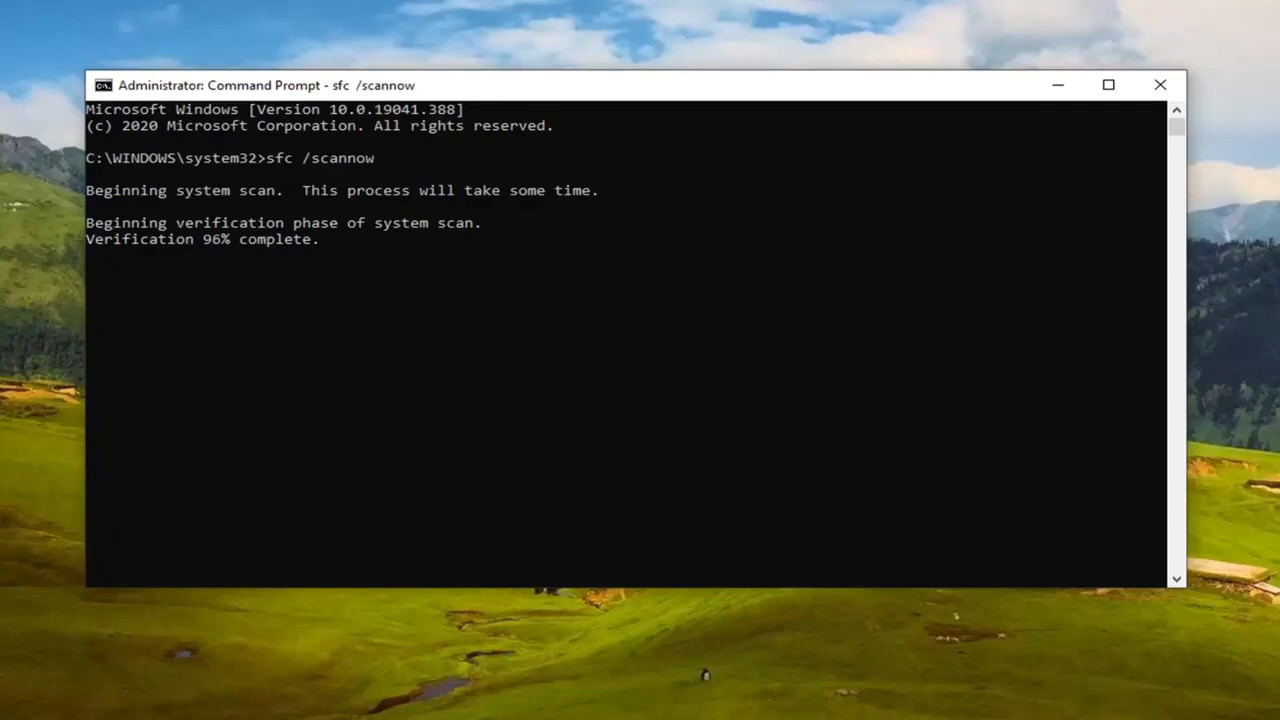 Administrator: Command Prompt - sfc  /scannow
Microsoft Windows [Version 10.0.19041.388]
(c) 2020 Microsoft Corporation. All rights reserved.
C:\WINDOWS\system32>sfc /scannow
Beginning system scan.  This process will take some time.
Beginning verification phase of system scan.
Verification 96% complete.